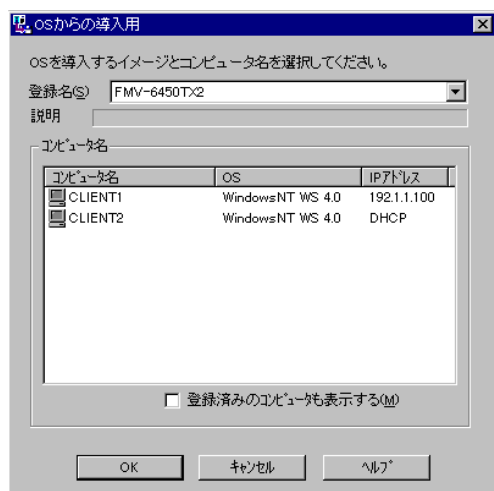 OSからの導入用
OSを導入するイメージとコンピュータ名を選択してください。
登録名(S) FMV-6450TX2
説明
ｺﾝﾋﾟｭｰﾀ名
ｺﾝﾋﾟｭｰﾀ名 OS IPｱﾄﾞﾚｽ
CLIENT1 WindowsNT WS 4.0 192.1.1.100
CLIENT2 WindowsNT WS 4.0 DHCP
登録済みのｺﾝﾋﾟｭｰﾀも表示する(M)
OK ｷｬﾝｾﾙ ﾍﾙﾌﾟ